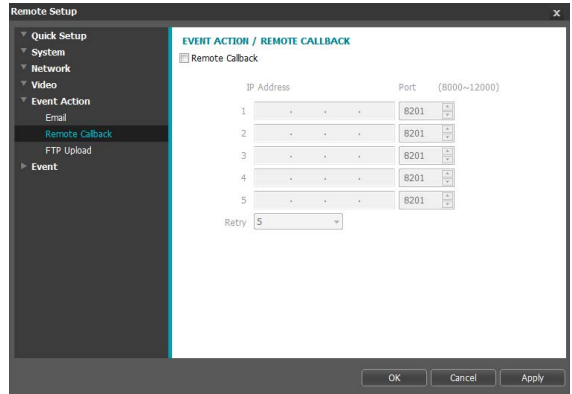 Remote Setup x
Quick Setup
System
Network
Video
Event Action
Email
Remote Callback
FTP Upload
Event
EVENT ACTION / REMOTE CALLBACK
Remote Callback
IP Address Port (8000~12000)
1 . . . 8201
2 . . . 8201
3 . . . 8201
4 . . . 8201
5 . . . 8201
Retry 5
OK Cancel Apply